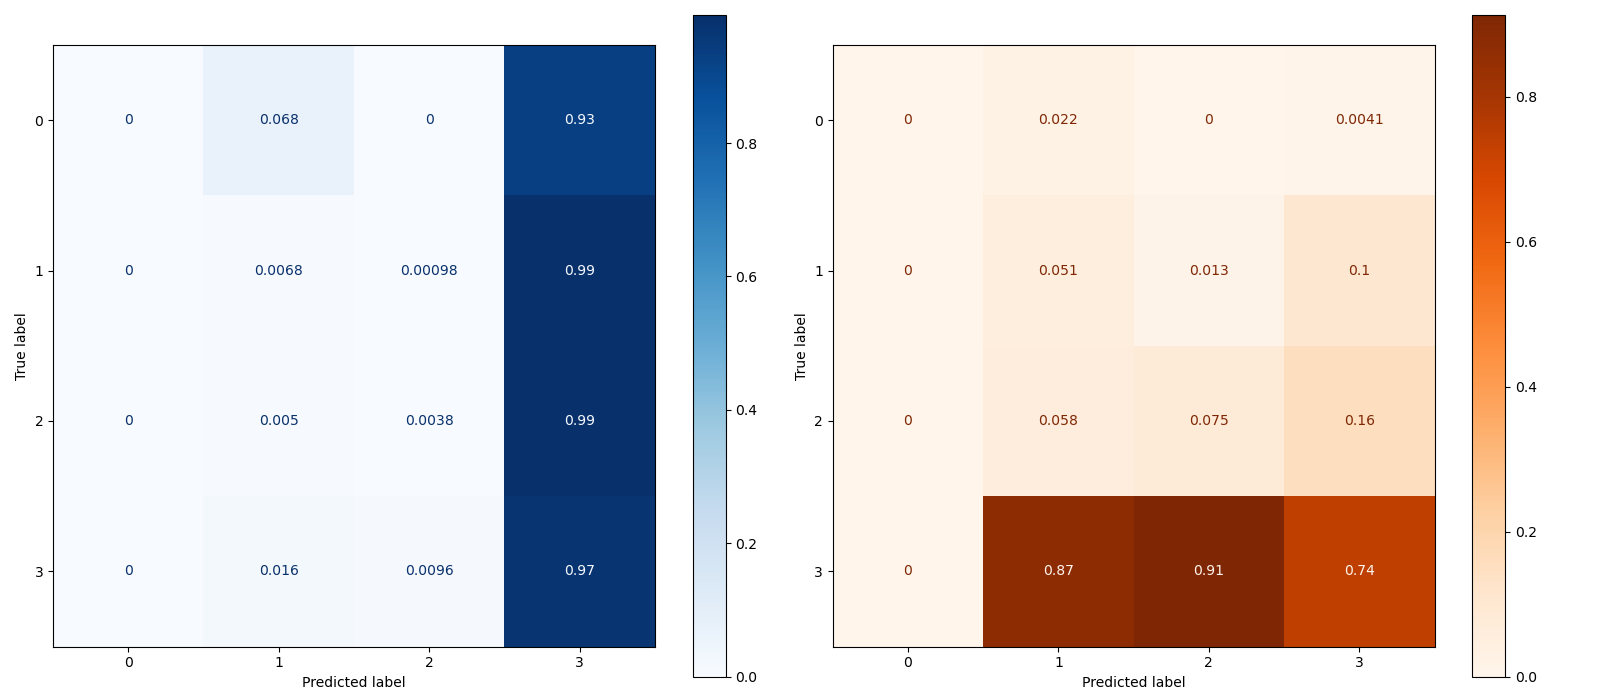 0 0 0.068 0 0.93
1 0 0.0068 0.00098 0.99
2 0 0.005 0.0038 0.99
3 0 0.016 0.0096 0.97
0 1 2 3
Predicted label
True label
0.8
0.6
0.4
0.2
0.0
0 0 0.022 0 0.0041
1 0 0.051 0.013 0.1
2 0 0.058 0.075 0.16
3 0 0.87 0.91 0.74
0 1 2 3
Predicted label
True label
0.8
0.6
0.4
0.2
0.0